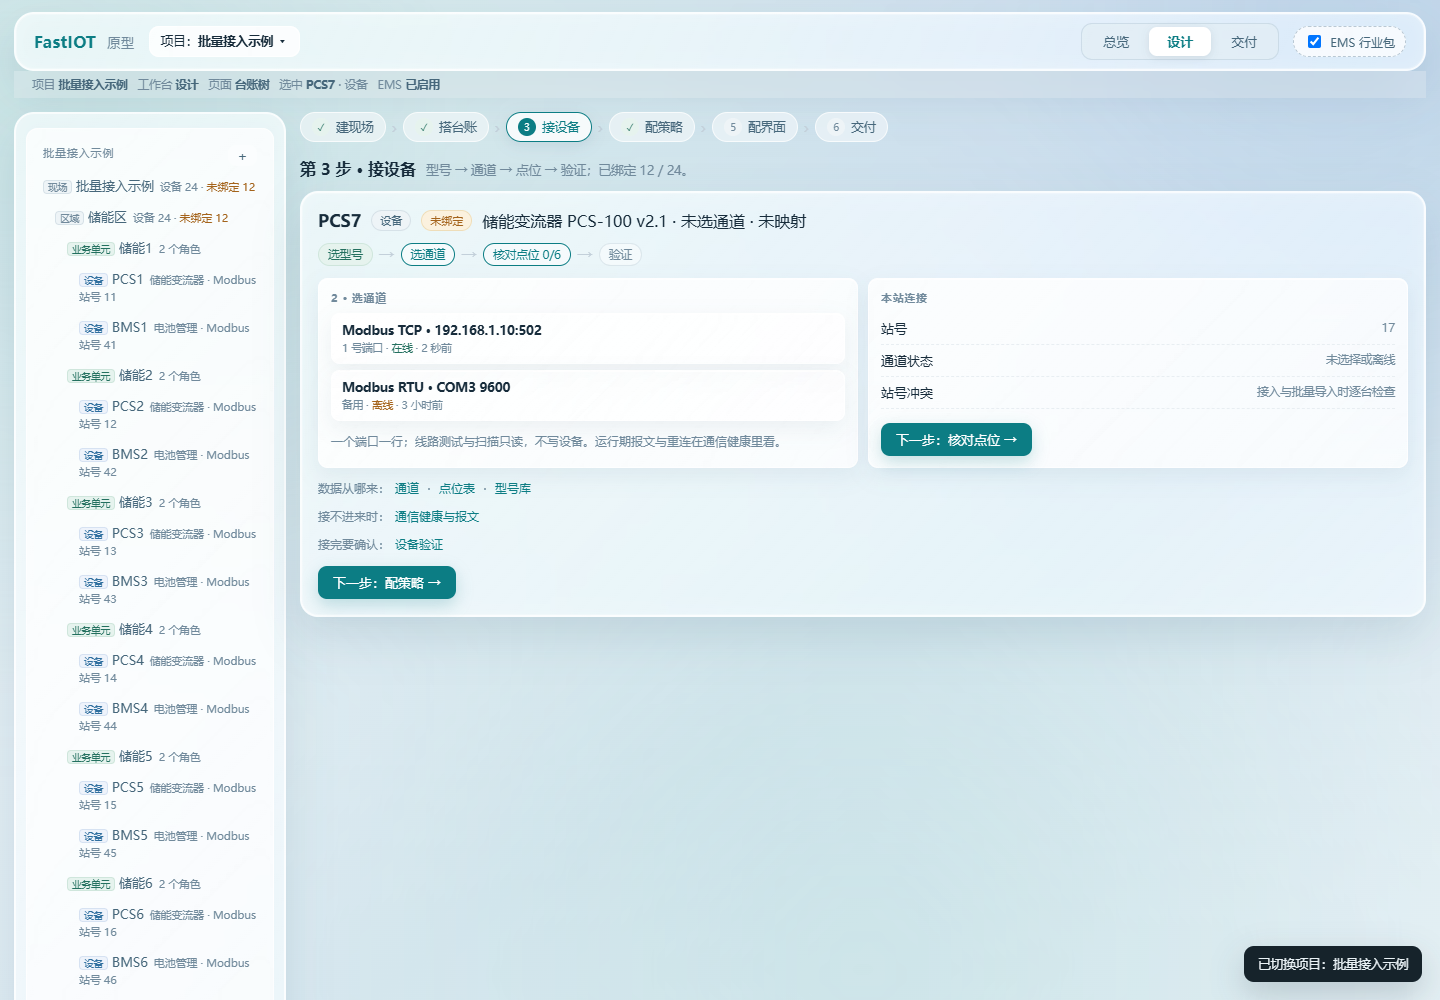 FastIOT 原型 项目：批量接入示例 ▾ 总览 设计 交付 EMS 行业包
项目 批量接入示例 工作台 设计 页面 台账树 选中 PCS7 · 设备 EMS 已启用
批量接入示例 +
现场 批量接入示例 设备 24 · 未绑定 12
区域 储能区 设备 24 · 未绑定 12
业务单元 储能1 2 个角色
设备 PCS1 储能变流器 · Modbus
站号 11
设备 BMS1 电池管理 · Modbus
站号 41
业务单元 储能2 2 个角色
设备 PCS2 储能变流器 · Modbus
站号 12
设备 BMS2 电池管理 · Modbus
站号 42
业务单元 储能3 2 个角色
设备 PCS3 储能变流器 · Modbus
站号 13
设备 BMS3 电池管理 · Modbus
站号 43
业务单元 储能4 2 个角色
设备 PCS4 储能变流器 · Modbus
站号 14
设备 BMS4 电池管理 · Modbus
站号 44
业务单元 储能5 2 个角色
设备 PCS5 储能变流器 · Modbus
站号 15
设备 BMS5 电池管理 · Modbus
站号 45
业务单元 储能6 2 个角色
设备 PCS6 储能变流器 · Modbus
站号 16
设备 BMS6 电池管理 · Modbus
站号 46
✓ 建现场 › ✓ 搭台账 › 3 接设备 › ✓ 配策略 › 5 配界面 › 6 交付
第 3 步 • 接设备 型号 → 通道 → 点位 → 验证；已绑定 12 / 24。
PCS7 设备 未绑定 储能变流器 PCS-100 v2.1 · 未选通道 · 未映射
选型号 → 选通道 → 核对点位 0/6 → 验证
2 • 选通道
Modbus TCP • 192.168.1.10:502
1 号端口 · 在线 · 2 秒前
Modbus RTU • COM3 9600
备用 · 离线 · 3 小时前
一个端口一行；线路测试与扫描只读，不写设备。运行期报文与重连在通信健康里看。
本站连接
站号 17
通道状态 未选择或离线
站号冲突 接入与批量导入时逐台检查
下一步：核对点位 →
数据从哪来： 通道 · 点位表 · 型号库
接不进来时： 通信健康与报文
接完要确认： 设备验证
下一步：配策略 →
已切换项目：批量接入示例